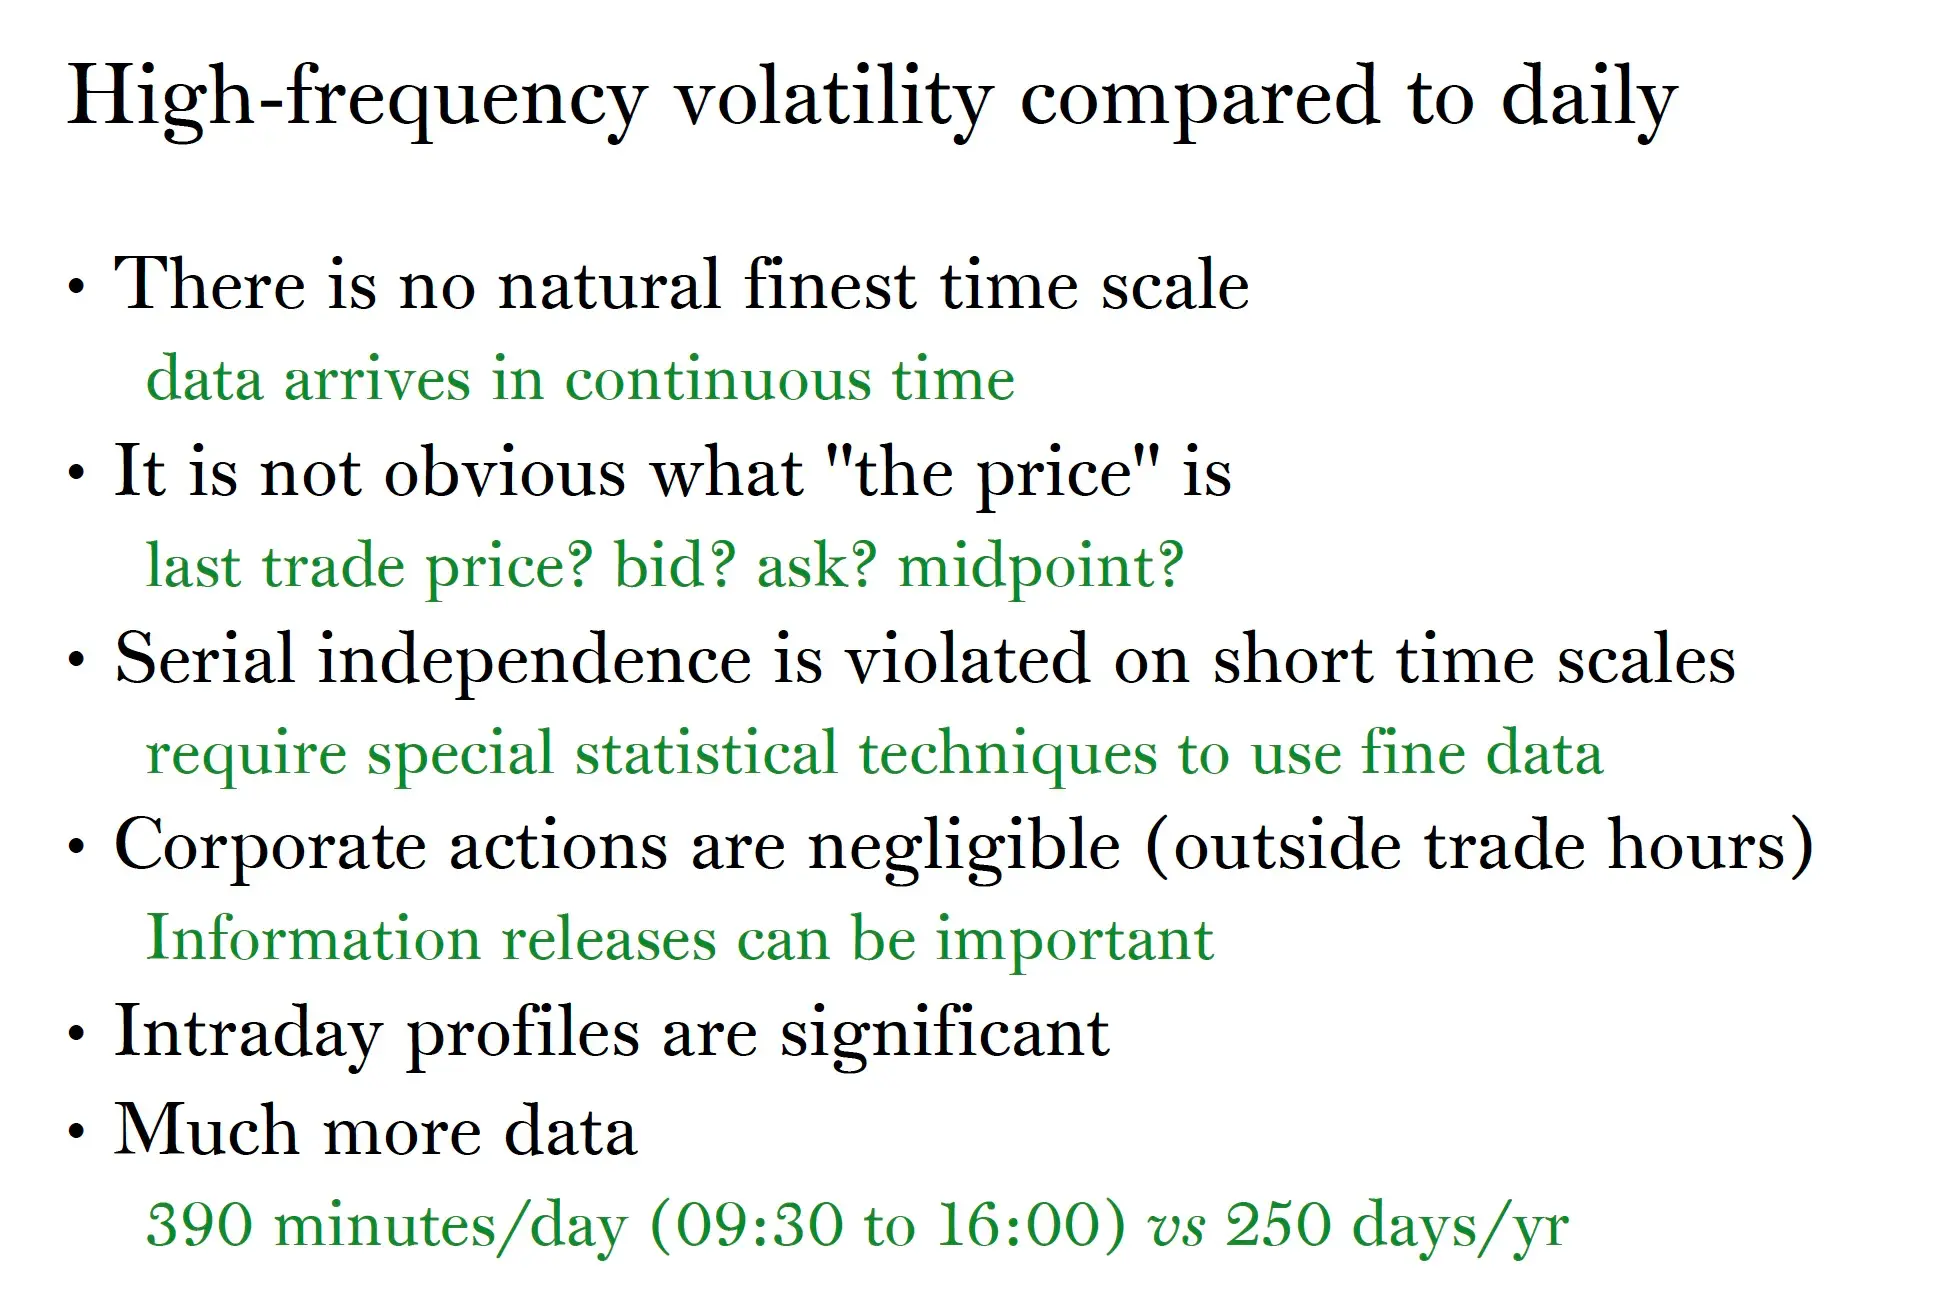 High-frequency volatility compared to daily
• There is no natural finest time scale
data arrives in continuous time
• It is not obvious what "the price" is
last trade price? bid? ask? midpoint?
• Serial independence is violated on short time scales
require special statistical techniques to use fine data
• Corporate actions are negligible (outside trade hours)
Information releases can be important
• Intraday profiles are significant
• Much more data
390 minutes/day (09:30 to 16:00) vs 250 days/yr